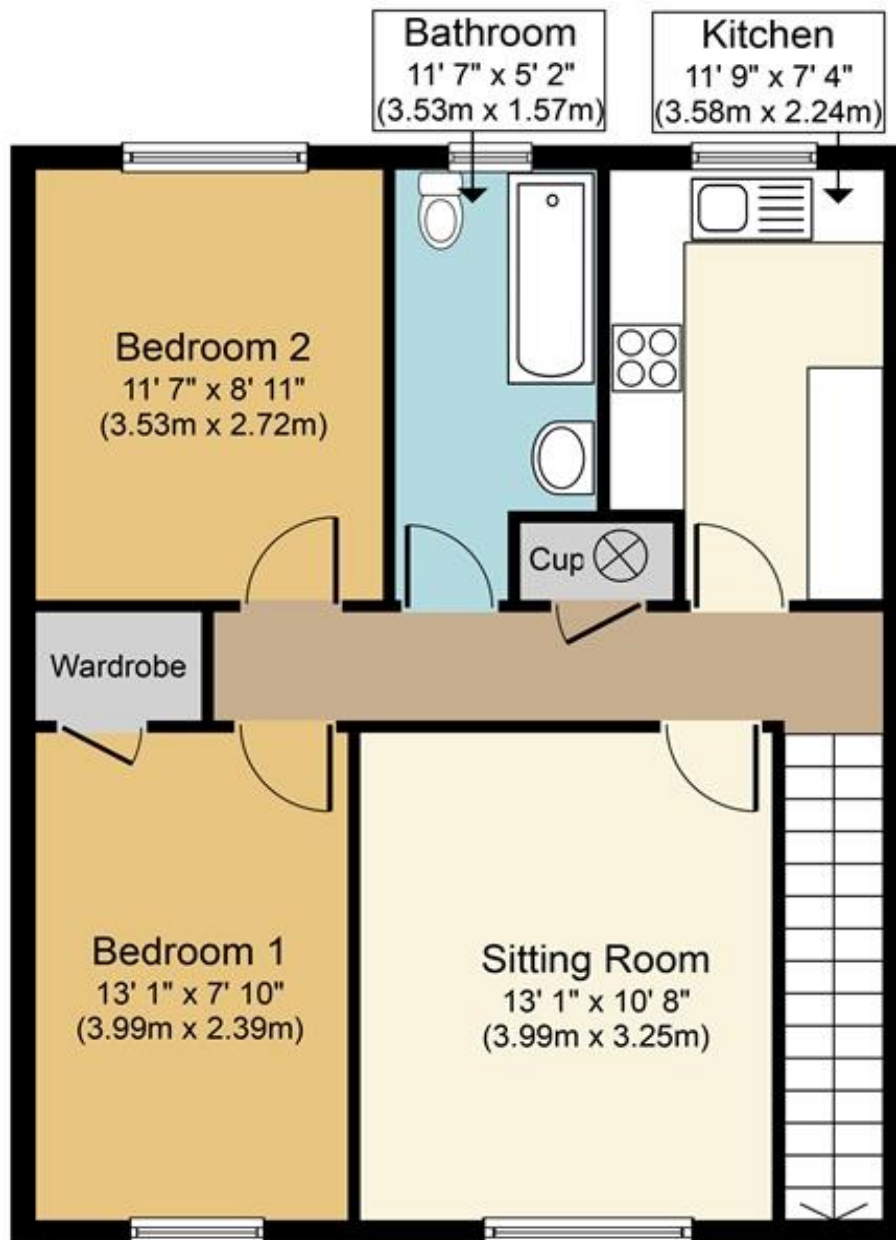 Bathroom
11' 7" x 5' 2"
(3.53m x 1.57m)
Kitchen
11' 9" x 7' 4"
(3.58m x 2.24m)
Bedroom 2
11' 7" x 8' 11"
(3.53m x 2.72m)
Cup
Wardrobe
Bedroom 1
13' 1" x 7' 10"
(3.99m x 2.39m)
Sitting Room
13' 1" x 10' 8"
(3.99m x 3.25m)